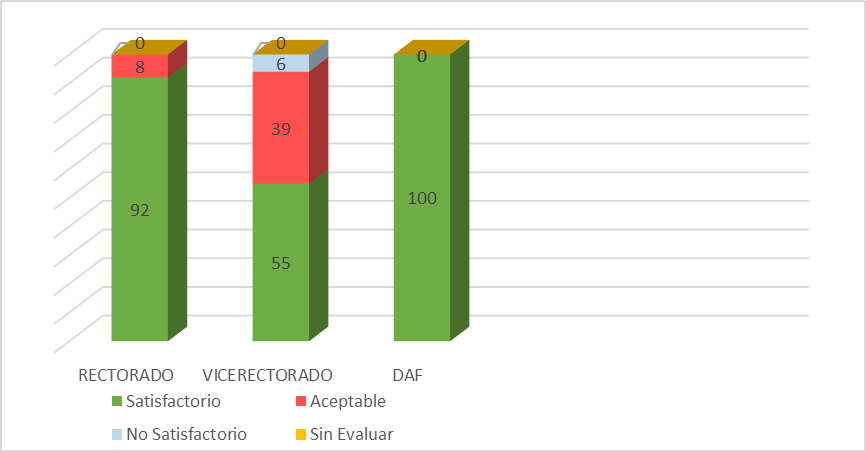 0 0
8 6 0
39
92 100
55
RECTORADO VICERECTORADO DAF
Satisfactorio Aceptable
No Satisfactorio Sin Evaluar